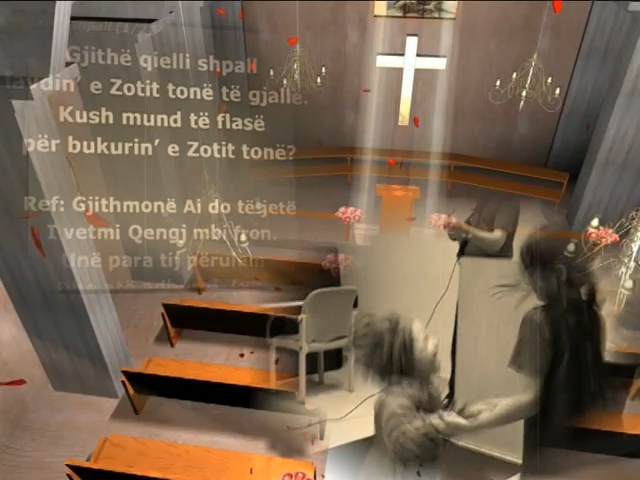 Gjithë qielli shpall
e Zotit tonë të gjallë.
Kush mund të flasë
për bukurin' e Zotit tonë?
Ref: Gjithmonë Ai do të jetë
I vetmi Qengj mbi fron.
para tij përulen